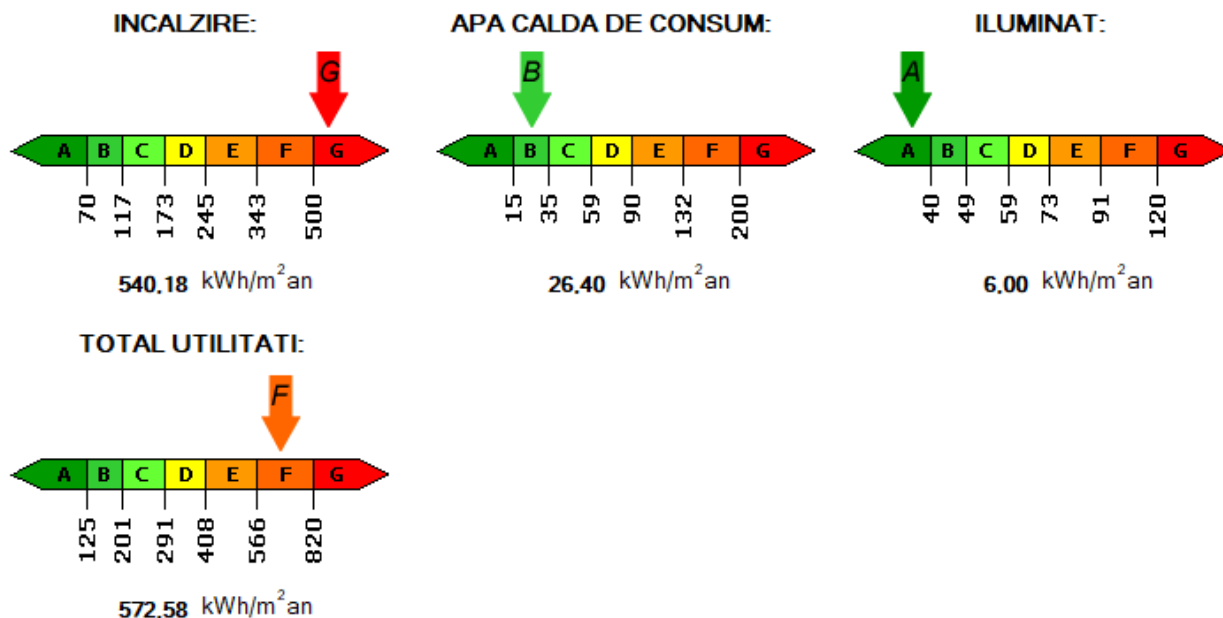 INCALZIRE:
G
A B C D E F G
70 117 173 245 343 500
540.18 kWh/m²an
APA CALDA DE CONSUM:
B
A B C D E F G
15 35 59 90 132 200
26.40 kWh/m²an
ILUMINAT:
A
A B C D E F G
40 49 59 73 91 120
6.00 kWh/m²an
TOTAL UTILITATI:
F
A B C D E F G
125 201 291 408 566 820
572.58 kWh/m²an